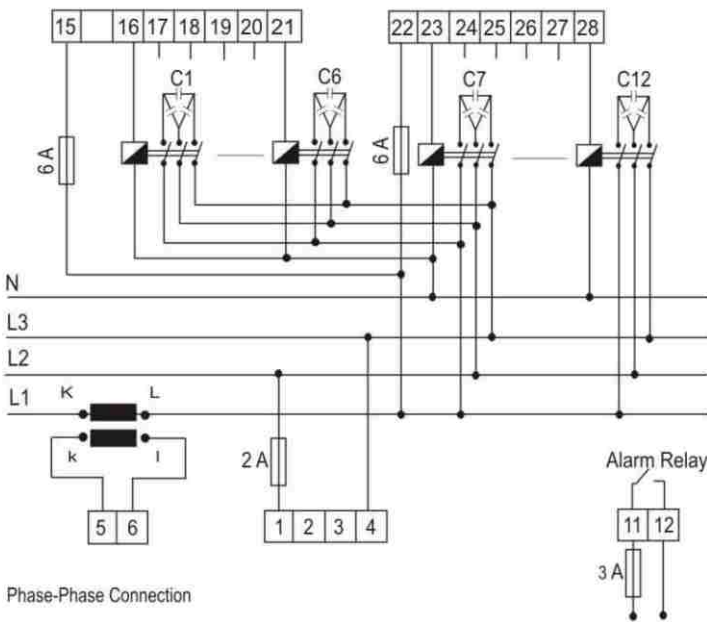 15 16 17 18 19 20 21 22 23 24 25 26 27 28
C1 C6 C7 C12
6 A 6 A
N
L3
L2
L1 K L
k l
2 A
Alarm Relay
5 6 1 2 3 4 11 12
3 A
Phase-Phase Connection